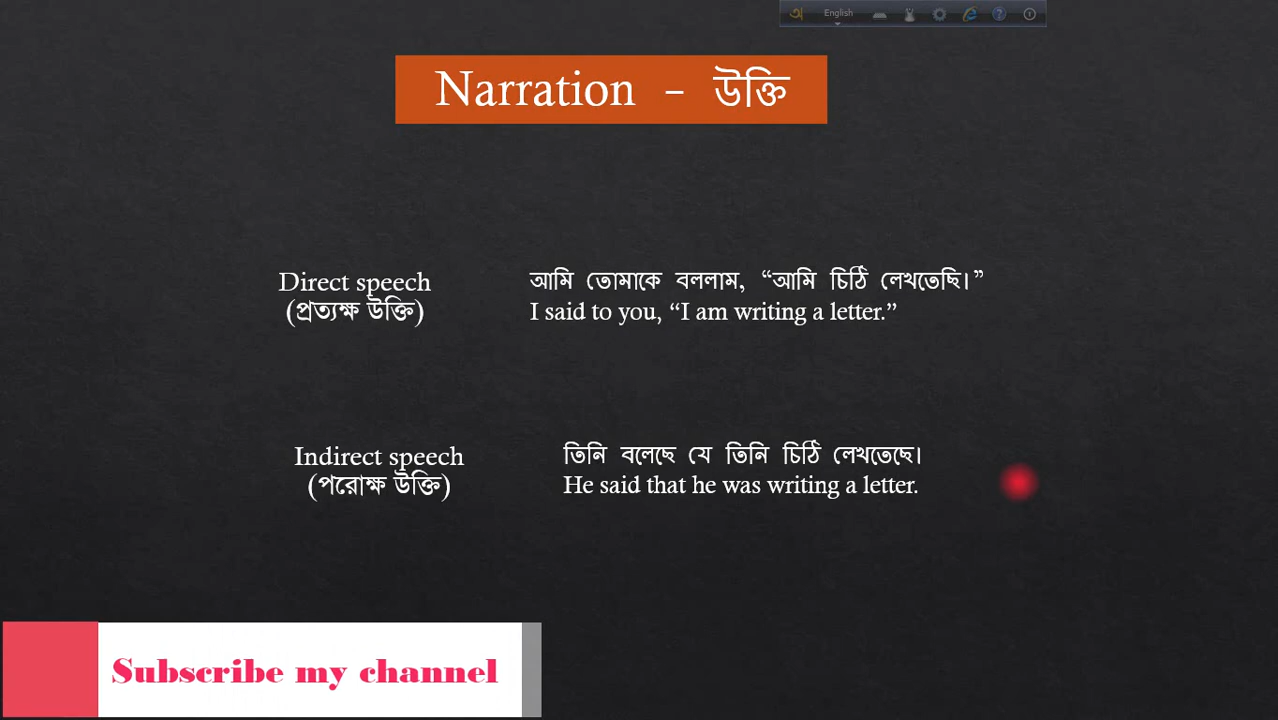 অ English
Narration - উক্তি
Direct speech
(প্রত্যক্ষ উক্তি)
আমি তোমাকে বললাম, “আমি চিঠি লেখতেছি।”
I said to you, “I am writing a letter.”
Indirect speech
(পরোক্ষ উক্তি)
তিনি বলেছে যে তিনি চিঠি লেখতেছে।
He said that he was writing a letter.
Subscribe my channel